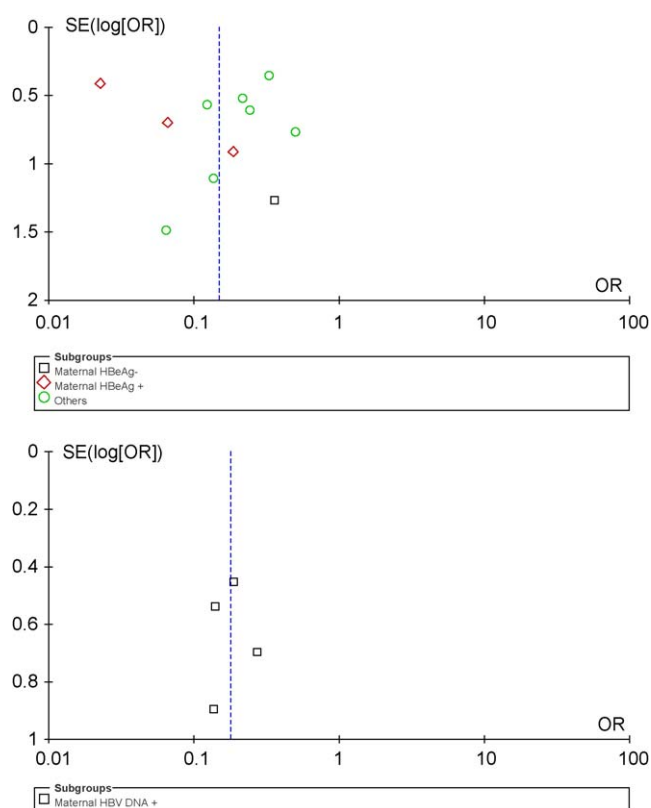 SE(log[OR])
0
0.5
1
1.5
2
OR
0.01 0.1 1 10 100
Subgroups
Maternal HBeAg-
Maternal HBeAg +
Others
SE(log[OR])
0
0.2
0.4
0.6
0.8
1
OR
0.01 0.1 1 10 100
Subgroups
Maternal HBV DNA +